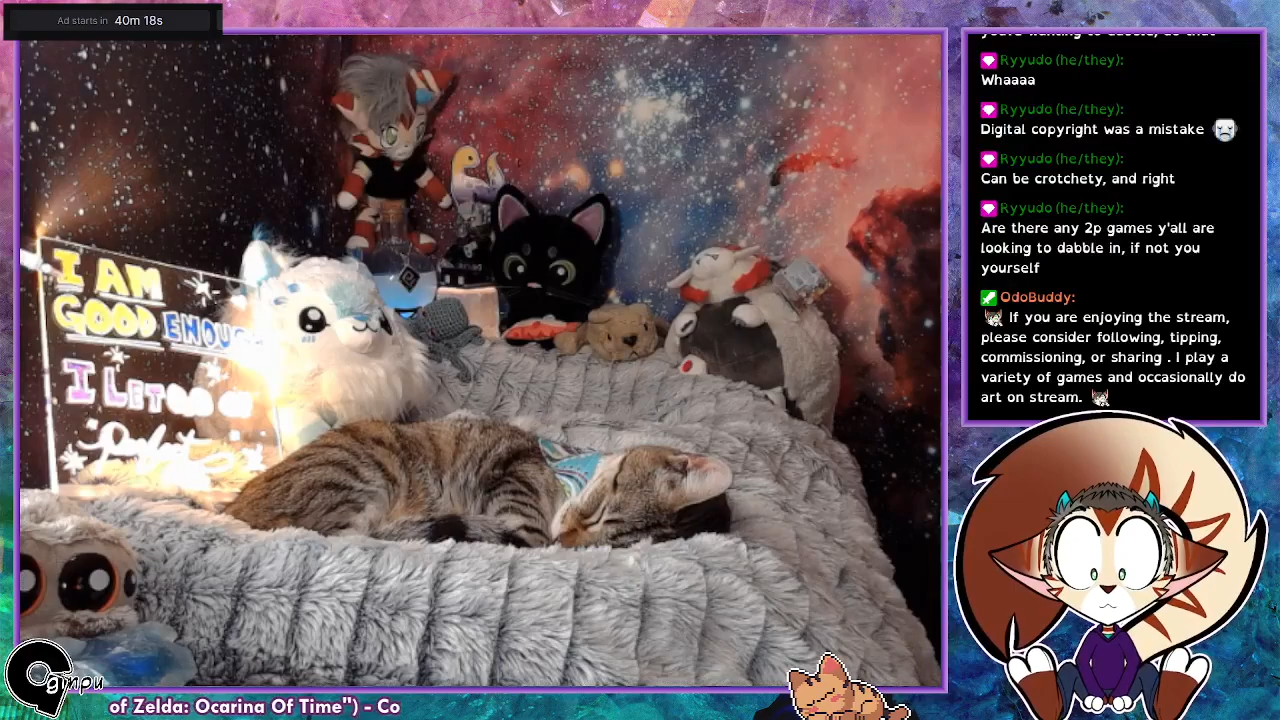 Ad starts in 40m 18s
Ryyudo (he/they):
Whaaaa
Ryyudo (he/they):
Digital copyright was a mistake
Ryyudo (he/they):
Can be crotchety, and right
Ryyudo (he/they):
Are there any 2p games y'all are
looking to dabble in, if not you
yourself
OdoBuddy:
If you are enjoying the stream,
please consider following, tipping,
commissioning, or sharing . I play a
variety of games and occasionally do
art on stream.
I AM
GOOD ENOUG
I LET
ginpu
of Zelda: Ocarina Of Time") - Co